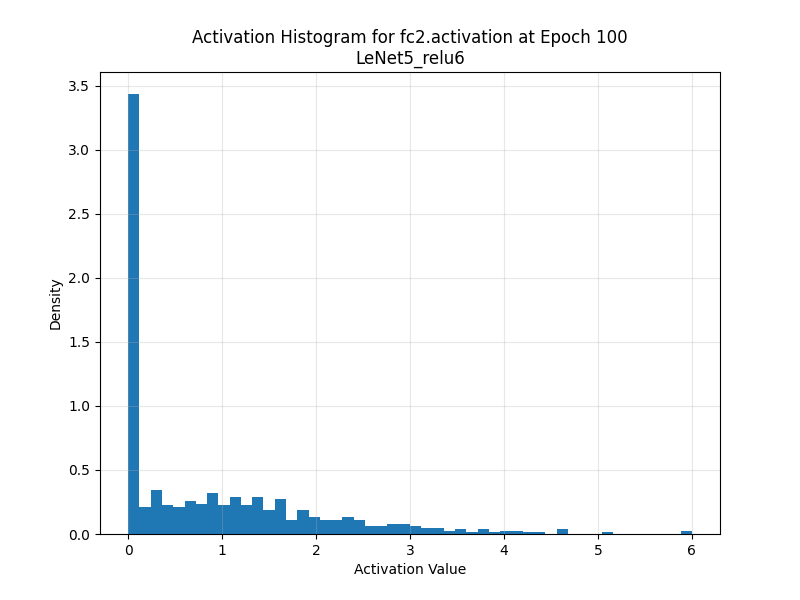 Activation Histogram for fc2.activation at Epoch 100
LeNet5_relu6
3.5
3.0
2.5
2.0
1.5
1.0
0.5
0.0
Density
0 1 2 3 4 5 6
Activation Value